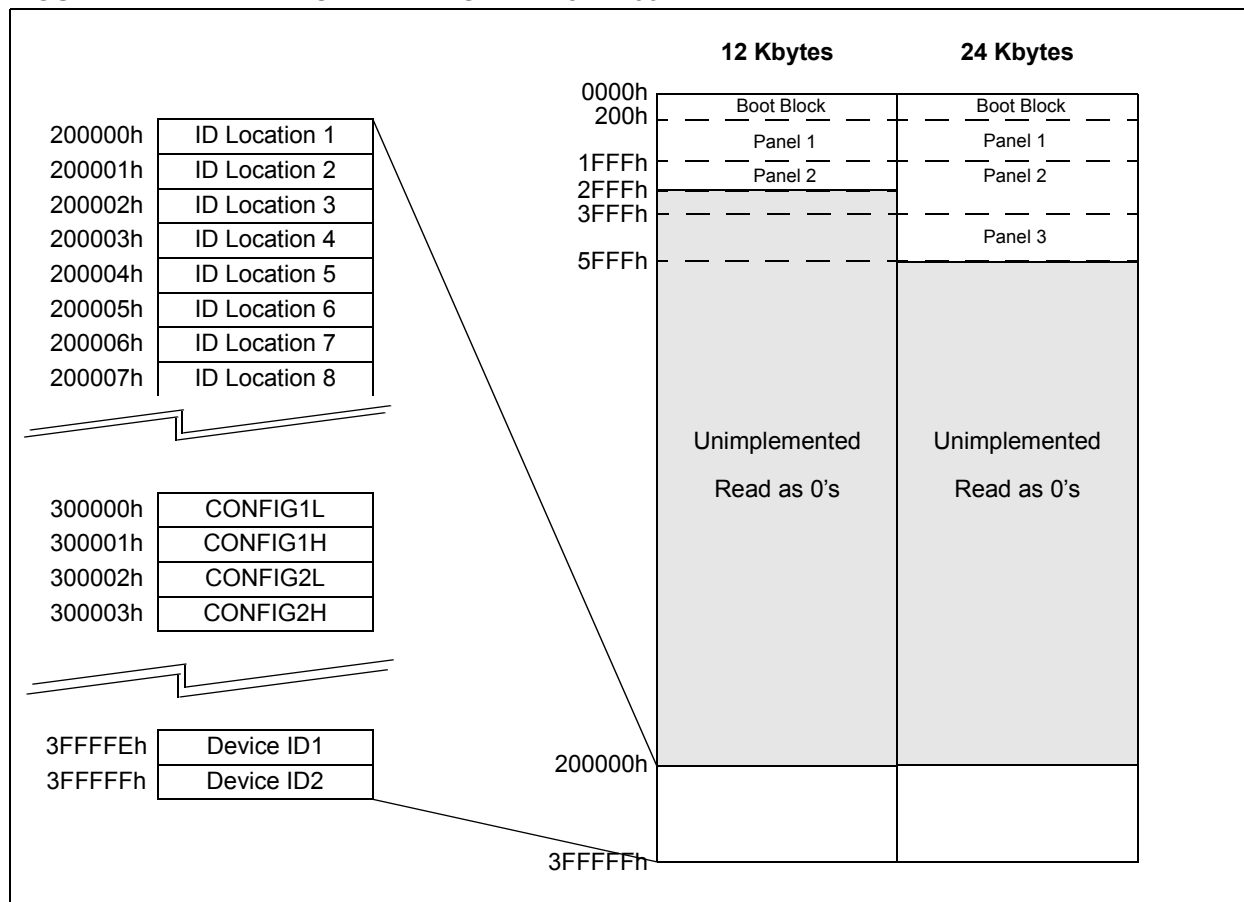 12 Kbytes 24 Kbytes
0000h Boot Block Boot Block
200h
Panel 1 Panel 1
1FFFh
Panel 2 Panel 2
2FFFh
3FFFh
Panel 3
5FFFh
Unimplemented Unimplemented
Read as 0's Read as 0's
200000h
3FFFFFh
200000h ID Location 1
200001h ID Location 2
200002h ID Location 3
200003h ID Location 4
200004h ID Location 5
200005h ID Location 6
200006h ID Location 7
200007h ID Location 8
300000h CONFIG1L
300001h CONFIG1H
300002h CONFIG2L
300003h CONFIG2H
3FFFFEh Device ID1
3FFFFFh Device ID2